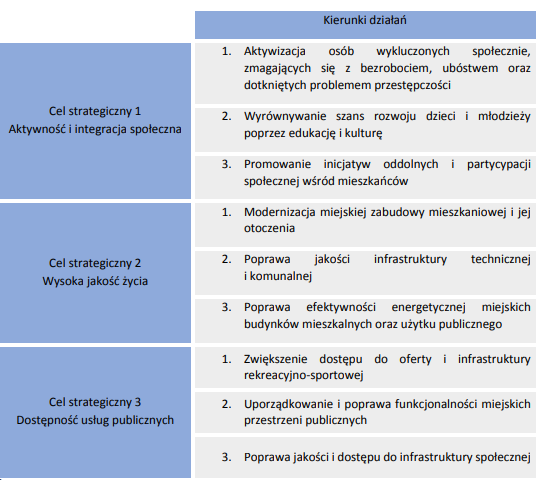 Kierunki działań
Cel strategiczny 1
Aktywność i integracja społeczna
1. Aktywizacja osób wykluczonych społecznie,
zmagających się z bezrobociem, ubóstwem oraz
dotkniętych problemem przestępczości
2. Wyrównywanie szans rozwoju dzieci i młodzieży
poprzez edukację i kulturę
3. Promowanie inicjatyw oddolnych i partycypacji
społecznej wśród mieszkańców
Cel strategiczny 2
Wysoka jakość życia
1. Modernizacja miejskiej zabudowy mieszkaniowej i jej
otoczenia
2. Poprawa jakości infrastruktury technicznej
i komunalnej
3. Poprawa efektywności energetycznej miejskich
budynków mieszkalnych oraz użytku publicznego
Cel strategiczny 3
Dostępność usług publicznych
1. Zwiększenie dostępu do oferty i infrastruktury
rekreacyjno-sportowej
2. Uporządkowanie i poprawa funkcjonalności miejskich
przestrzeni publicznych
3. Poprawa jakości i dostępu do infrastruktury społecznej